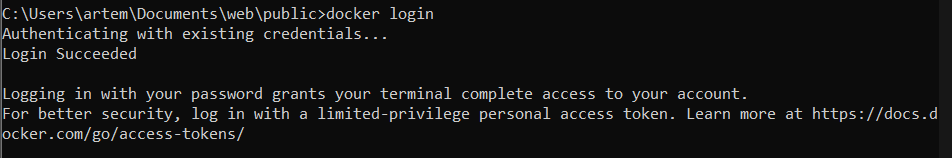 C:\Users\artem\Documents\web\public>docker login
Authenticating with existing credentials...
Login Succeeded
Logging in with your password grants your terminal complete access to your account.
For better security, log in with a limited-privilege personal access token. Learn more at https://docs.d
ocker.com/go/access-tokens/